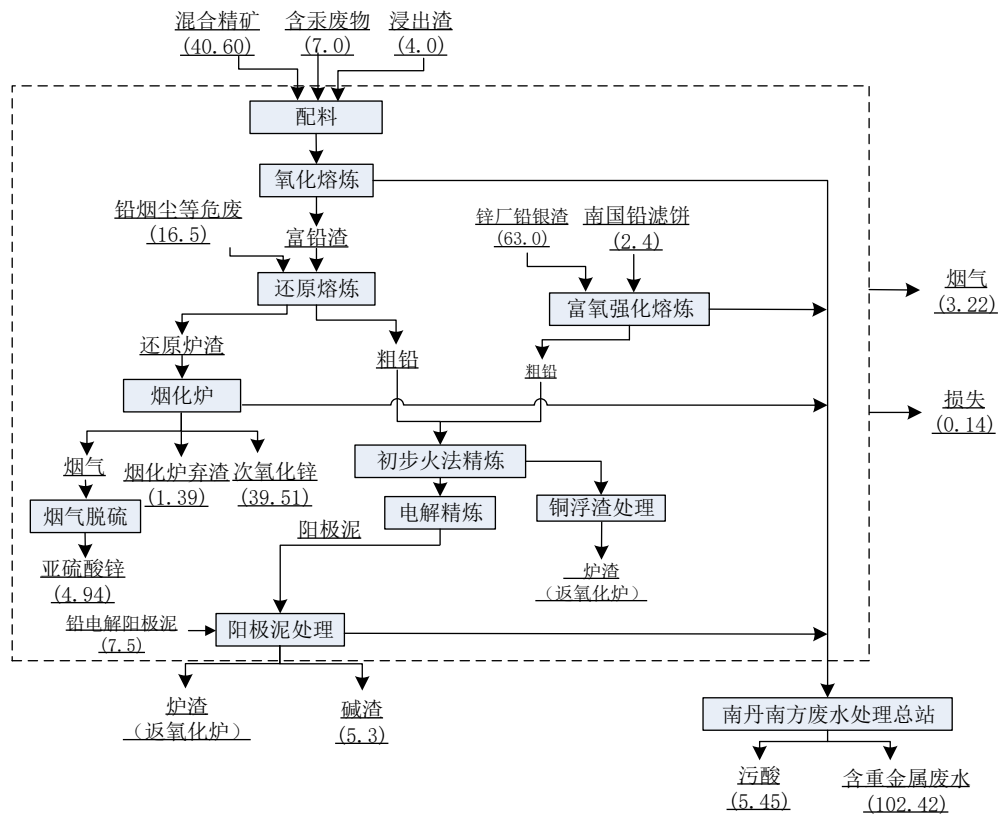 混合精矿
(40.60)
含汞废物
(7.0)
浸出渣
(4.0)
配料
氧化熔炼
铅烟尘等危废
(16.5)
富铅渣
锌厂铅银渣
(63.0)
南国铅滤饼
(2.4)
还原熔炼
富氧强化熔炼
烟气
(3.22)
还原炉渣
粗铅
粗铅
烟化炉
损失
(0.14)
初步火法精炼
烟气
烟化炉弃渣
(1.39)
次氧化锌
(39.51)
烟气脱硫
电解精炼
铜浮渣处理
阳极泥
亚硫酸锌
(4.94)
炉渣
(返氧化炉)
铅电解阳极泥
(7.5)
阳极泥处理
炉渣
(返氧化炉)
碱渣
(5.3)
南丹南方废水处理总站
污酸
(5.45)
含重金属废水
(102.42)